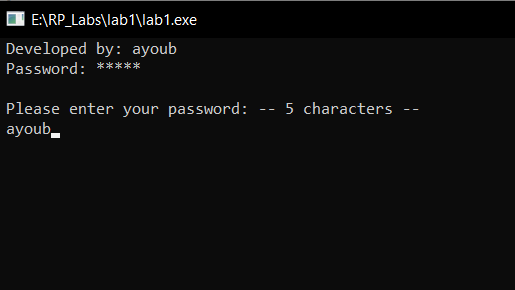 E:\RP_Labs\lab1\lab1.exe
Developed by: ayoub
Password: *****
Please enter your password: -- 5 characters --
ayoub